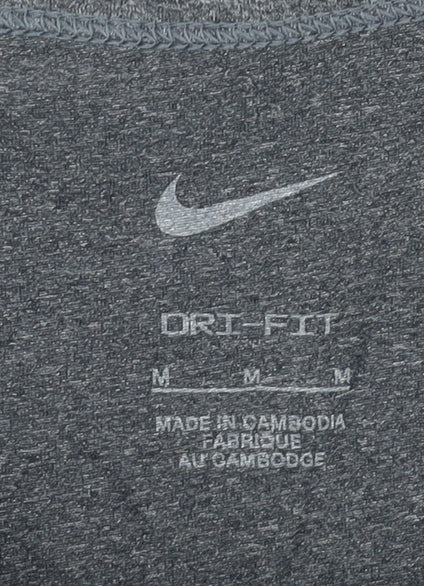 DRI-FIT
M M M
MADE IN CAMBODIA
FABRIQUE
AU CAMBODGE